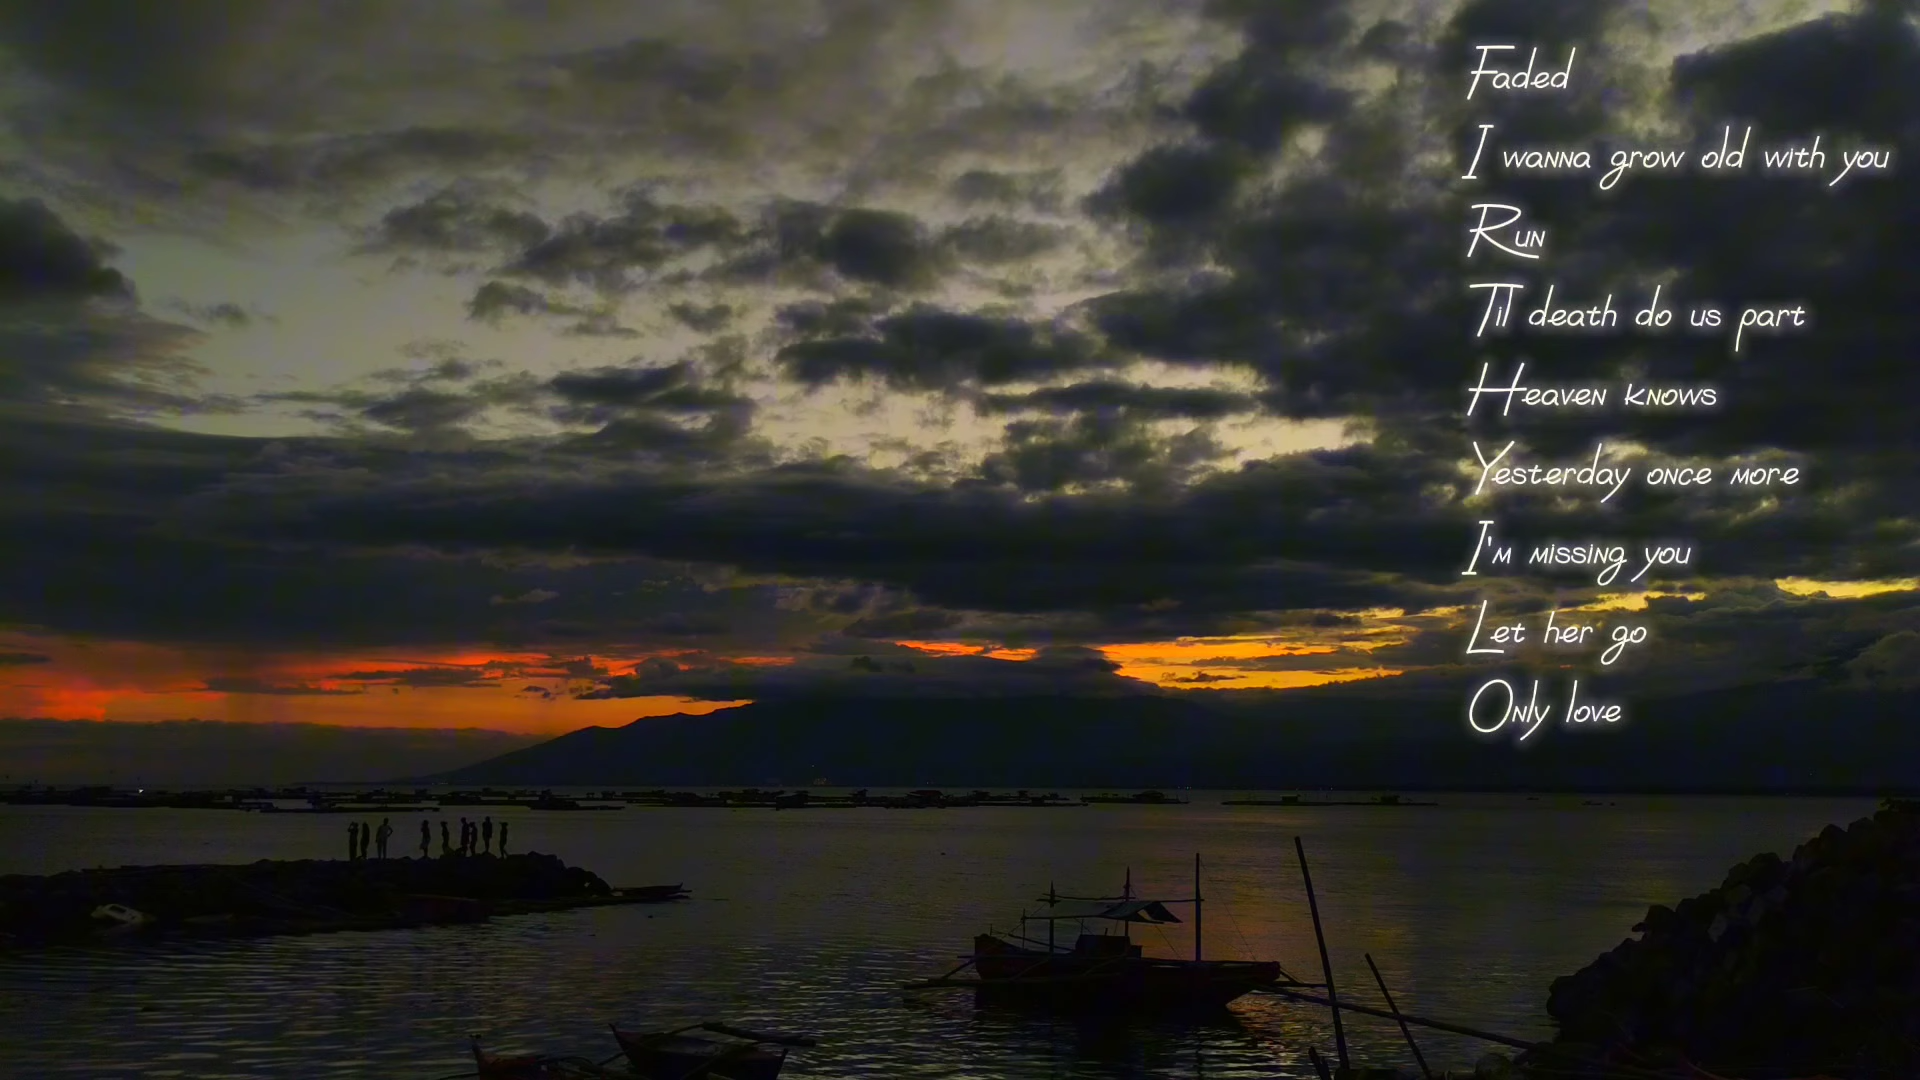 Faded
I wanna grow old with you
Run
Til death do us part
Heaven knows
Yesterday once more
I'm missing you
Let her go
Only love